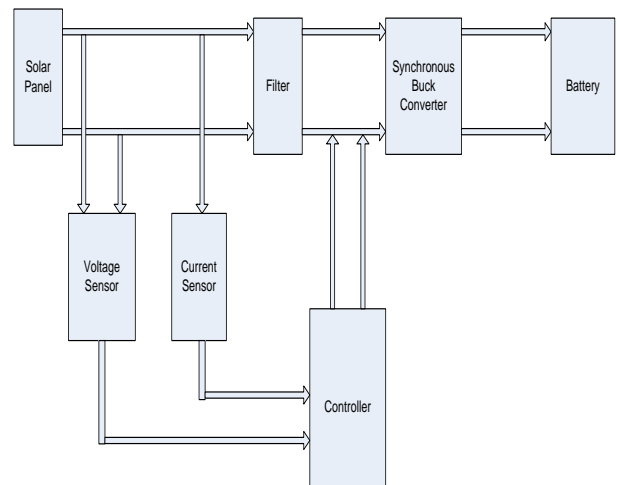 Solar
Panel
Filter
Synchronous
Buck
Converter
Battery
Voltage
Sensor
Current
Sensor
Controller